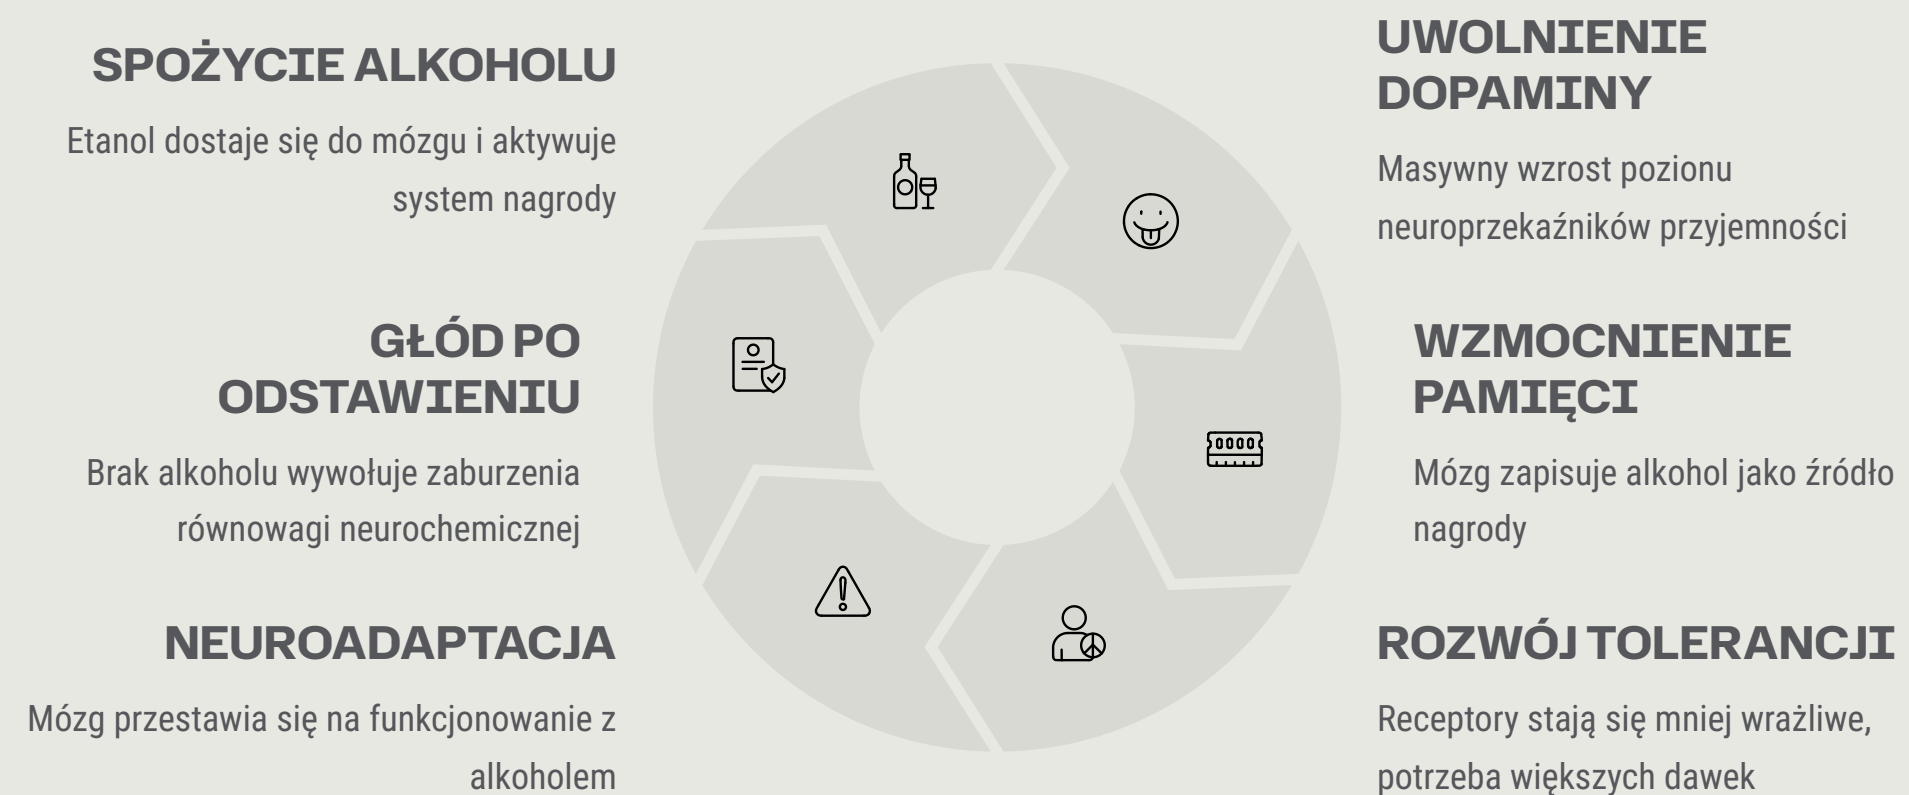 SPOŻYCIE ALKOHOLU
Etanol dostaje się do mózgu i aktywuje
system nagrody
UWOLNIENIE
DOPAMINY
Masywny wzrost pozionu
neuroprzekaźników przyjemności
WZMOCNIENIE
PAMIĘCI
Mózg zapisuje alkohol jako źródło
nagrody
ROZWÓJ TOLERANCJI
Receptory stają się mniej wrażliwe,
potrzeba większych dawek
NEUROADAPTACJA
Mózg przestawia się na funkcjonowanie z
alkoholem
GŁÓD PO
ODSTAWIENIU
Brak alkoholu wywołuje zaburzenia
równowagi neurochemicznej